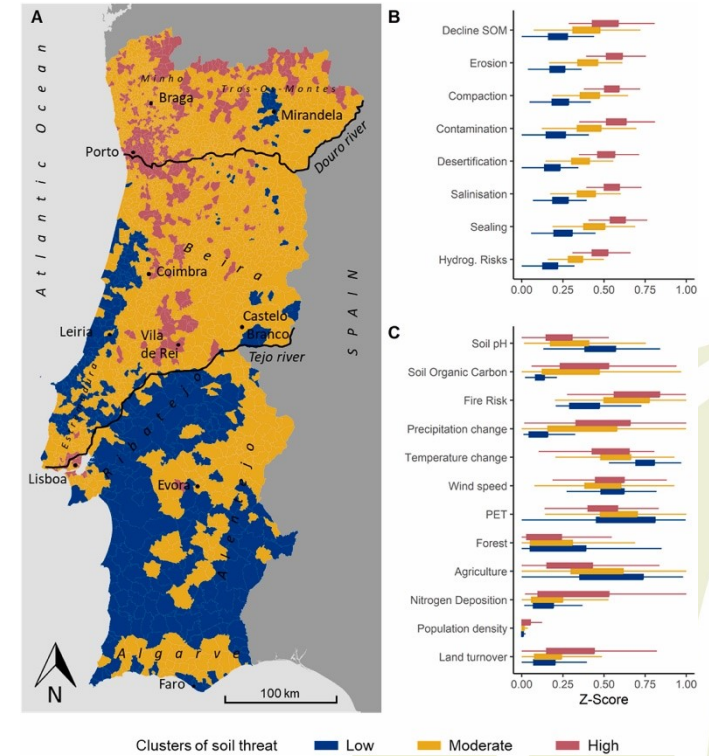 A
Atlantic Ocean
Minho
Tras-Os-Montes
Braga
Mirandela
Porto
Douro river
Beira
Coimbra
SPAIN
Castelo
Branco
Leiria
Vila
de Rei
Tejo river
Estremadura
Ribatejo
Lisboa
Evora
Alentejo
Algarve
Faro
N
100 km
B
Decline SOM
Erosion
Compaction
Contamination
Desertification
Salinisation
Sealing
Hydrog. Risks
0.00 0.25 0.50 0.75 1.00
C
Soil pH
Soil Organic Carbon
Fire Risk
Precipitation change
Temperature change
Wind speed
PET
Forest
Agriculture
Nitrogen Deposition
Population density
Land turnover
0.00 0.25 0.50 0.75 1.00
Z-Score
Clusters of soil threat Low Moderate High